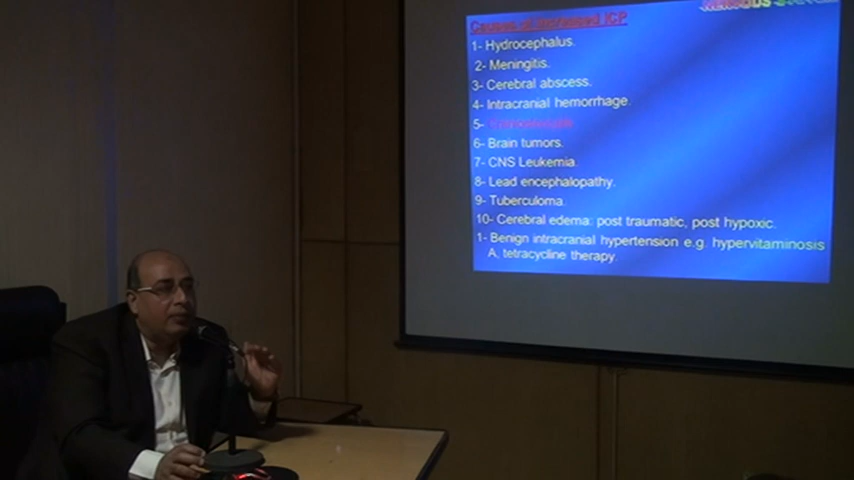 Causes of increased ICP
1- Hydrocephalus.
2- Meningitis.
3- Cerebral abscess.
4- Intracranial hemorrhage.
5-
6- Brain tumors.
7- CNS Leukemia.
8- Lead encephalopathy.
9- Tuberculoma.
10- Cerebral edema: post traumatic, post hypoxic.
1- Benign intracranial hypertension e.g. hypervitaminosis
A, tetracycline therapy.